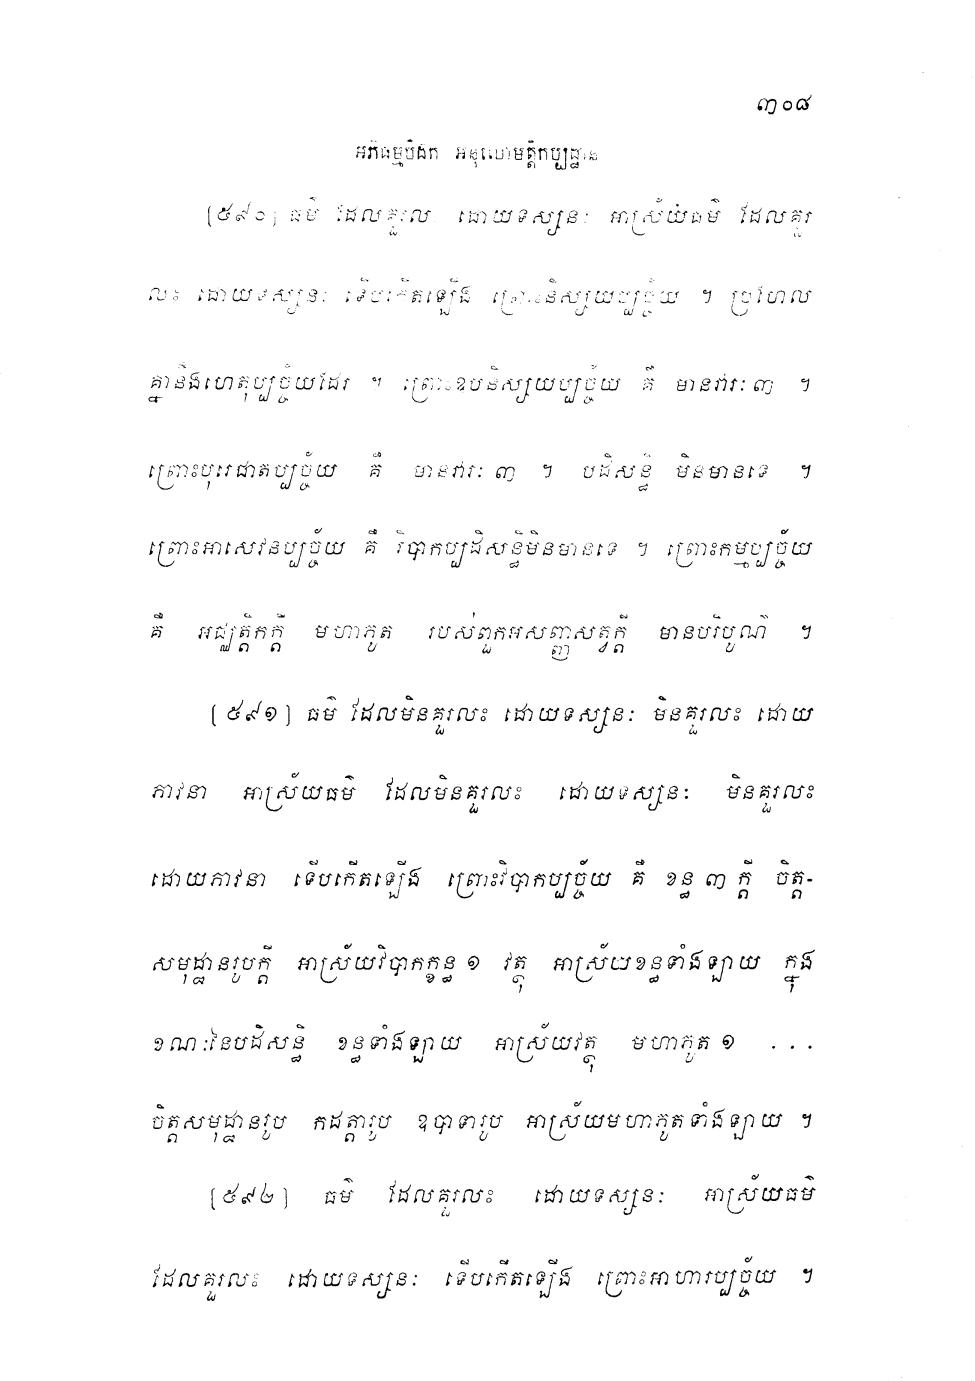 ៣០៨
អភិធម្មបិដក អនុលោមត្តិកប្បដ្ឋាន
[៥៩០] ធម៌ ដែលគួរល ដោយទស្សនៈ អាស្រ័យធម៌ ដែលគួរ
លះ ដោយទស្សនៈ ទើបកើតឡើង ព្រោះនិស្សយប្បច្ច័យ ។ ប្រហែល
គ្នានឹងហេតុប្បច្ច័យដែរ ។ ព្រោះឧបនិស្សយប្បច្ច័យ គឺ មានវារៈ ៣ ។
ព្រោះបុរេជាតប្បច្ច័យ គឺ មានវារៈ ៣ ។ បដិសន្ធិ មិនមានទេ ។
ព្រោះអាសេវនប្បច្ច័យ គឺ វិបាកប្បដិសន្ធិមិនមានទេ ។ ព្រោះកម្មប្បច្ច័យ
គឺ អជ្ឈត្តិកក្តី មហាភូត របស់ពួកអសញ្ញសត្វក្តី មានបរិបូណ៌ ។
[៥៩១] ធម៌ ដែលមិនគួរលះ ដោយទស្សនៈ មិនគួរលះ ដោយ
ភាវនា អាស្រ័យធម៌ ដែលមិនគួរលះ ដោយទស្សនៈ មិនគួរលះ
ដោយភាវនា ទើបកើតឡើង ព្រោះវិបាកប្បច្ច័យ គឺ ខន្ធ ៣ ក្តី ចិត្ត-
សមុដ្ឋានរូបក្តី អាស្រ័យវិបាកក្ខន្ធ ១ វត្ថុ អាស្រ័យខន្ធទាំងឡាយ ក្នុង
ខណៈនៃបដិសន្ធិ ខន្ធទាំងឡាយ អាស្រ័យវត្ថុ មហាភូត ១ ...
ចិត្តសមុដ្ឋានរូប កដត្តារូប ឧបាទារូប អាស្រ័យមហាភូតទាំងឡាយ ។
[៥៩២] ធម៌ ដែលគួរលះ ដោយទស្សនៈ អាស្រ័យធម៌
ដែលគួរលះ ដោយទស្សនៈ ទើបកើតឡើង ព្រោះអាហារប្បច្ច័យ ។